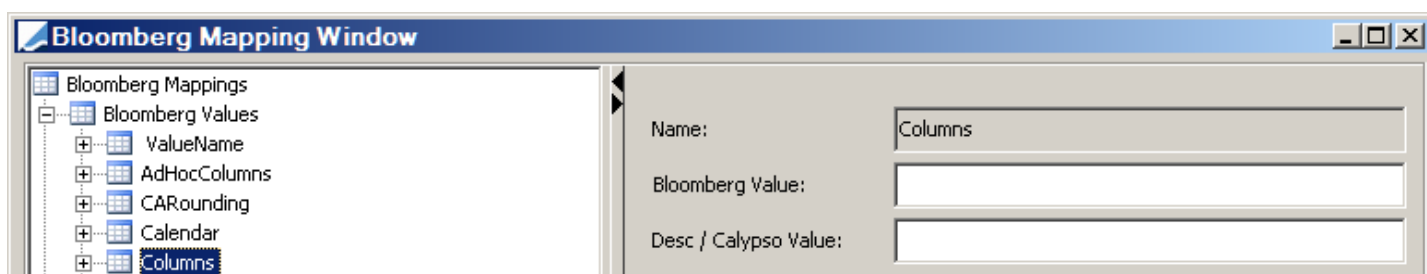 Bloomberg Mapping Window
Bloomberg Mappings
Bloomberg Values
ValueName
AdHocColumns
CARounding
Calendar
Columns
Name:
Columns
Bloomberg Value:
Desc / Calypso Value: